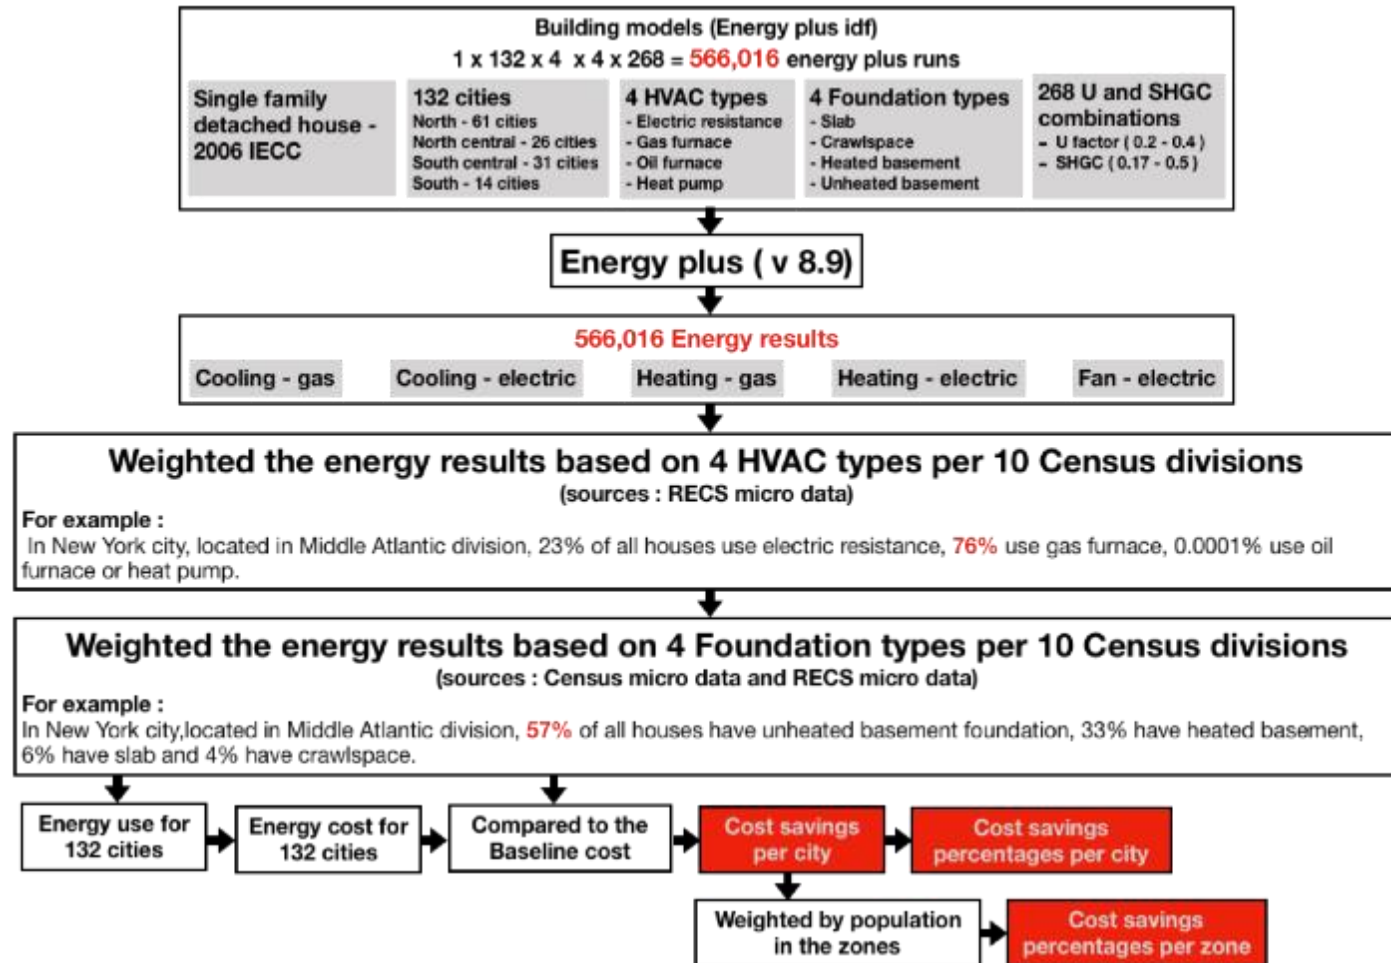 Building models (Energy plus idf)
1 x 132 x 4 x 4 x 268 = 566,016 energy plus runs
Single family
detached house -
2006 IECC
132 cities
North - 61 cities
North central - 26 cities
South central - 31 cities
South - 14 cities
4 HVAC types
- Electric resistance
- Gas furnace
- Oil furnace
- Heat pump
4 Foundation types
- Slab
- Crawlspace
- Heated basement
- Unheated basement
268 U and SHGC
combinations
- U factor ( 0.2 - 0.4 )
- SHGC ( 0.17 - 0.5 )
Energy plus ( v 8.9)
566,016 Energy results
Cooling - gas
Cooling - electric
Heating - gas
Heating - electric
Fan - electric
Weighted the energy results based on 4 HVAC types per 10 Census divisions
(sources : RECS micro data)
For example :
In New York city, located in Middle Atlantic division, 23% of all houses use electric resistance, 76% use gas furnace, 0.0001% use oil
furnace or heat pump.
Weighted the energy results based on 4 Foundation types per 10 Census divisions
(sources : Census micro data and RECS micro data)
For example :
In New York city,located in Middle Atlantic division, 57% of all houses have unheated basement foundation, 33% have heated basement,
6% have slab and 4% have crawlspace.
Energy use for
132 cities
Energy cost for
132 cities
Compared to the
Baseline cost
Cost savings
per city
Cost savings
percentages per city
Weighted by population
in the zones
Cost savings
percentages per zone